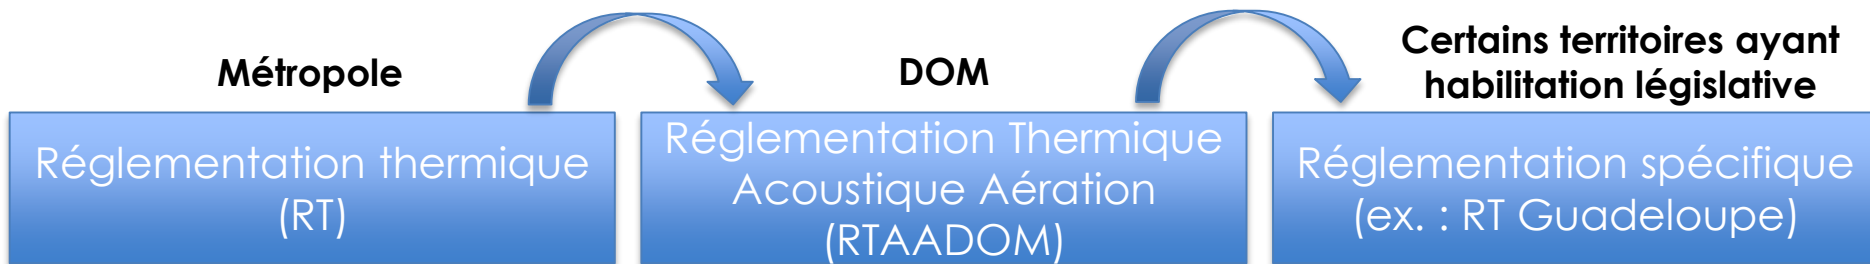 Métropole
Réglementation thermique
(RT)
DOM
Réglementation Thermique
Acoustique Aération
(RTAADOM)
Certains territoires ayant
habilitation législative
Réglementation spécifique
(ex. : RT Guadeloupe)